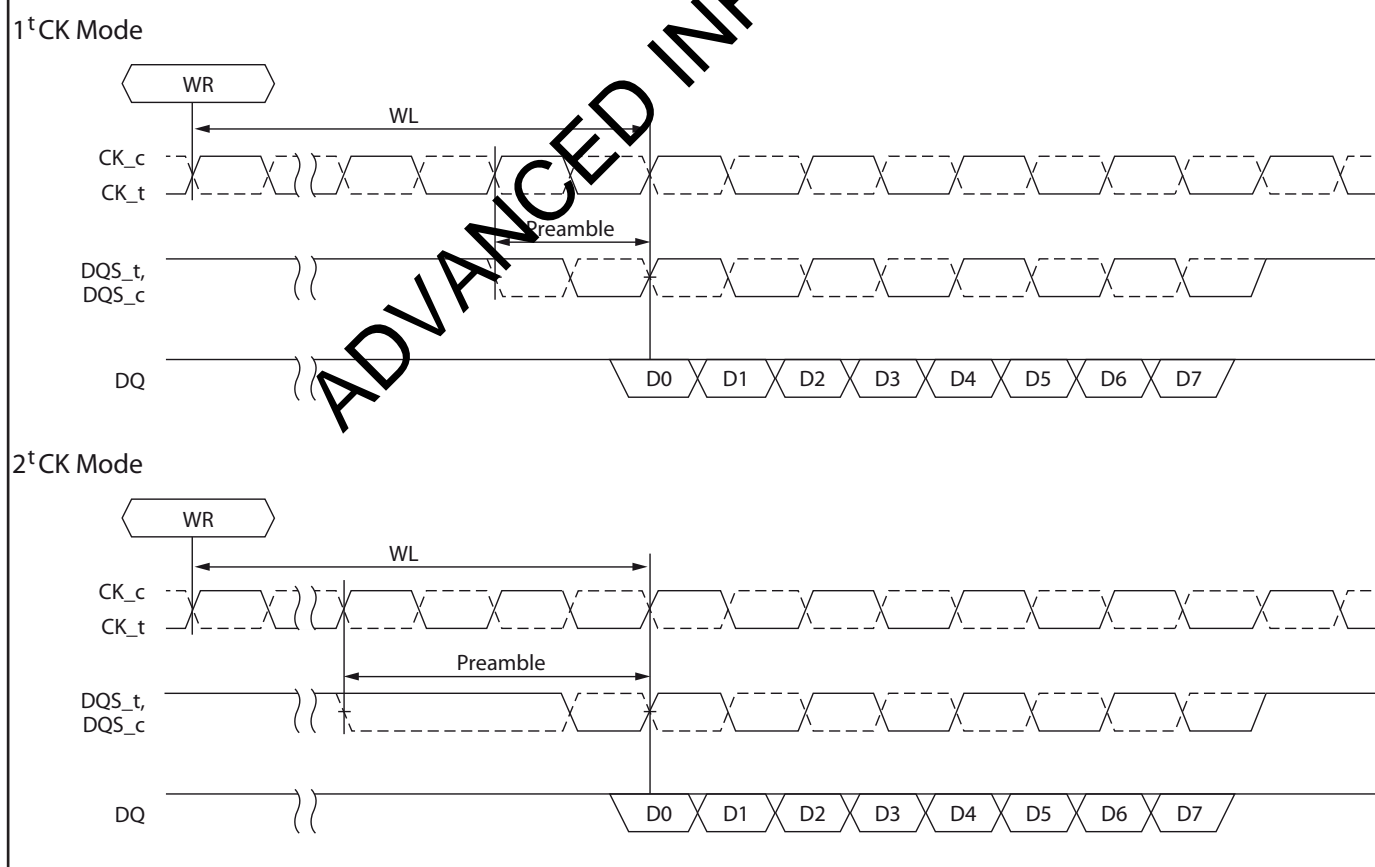 1tCK Mode
WR
WL
CK_c
CK_t
Preamble
DQS_t,
DQS_c
DQ
D0 D1 D2 D3 D4 D5 D6 D7
ADVANCED INF
2tCK Mode
WR
WL
CK_c
CK_t
Preamble
DQS_t,
DQS_c
DQ
D0 D1 D2 D3 D4 D5 D6 D7